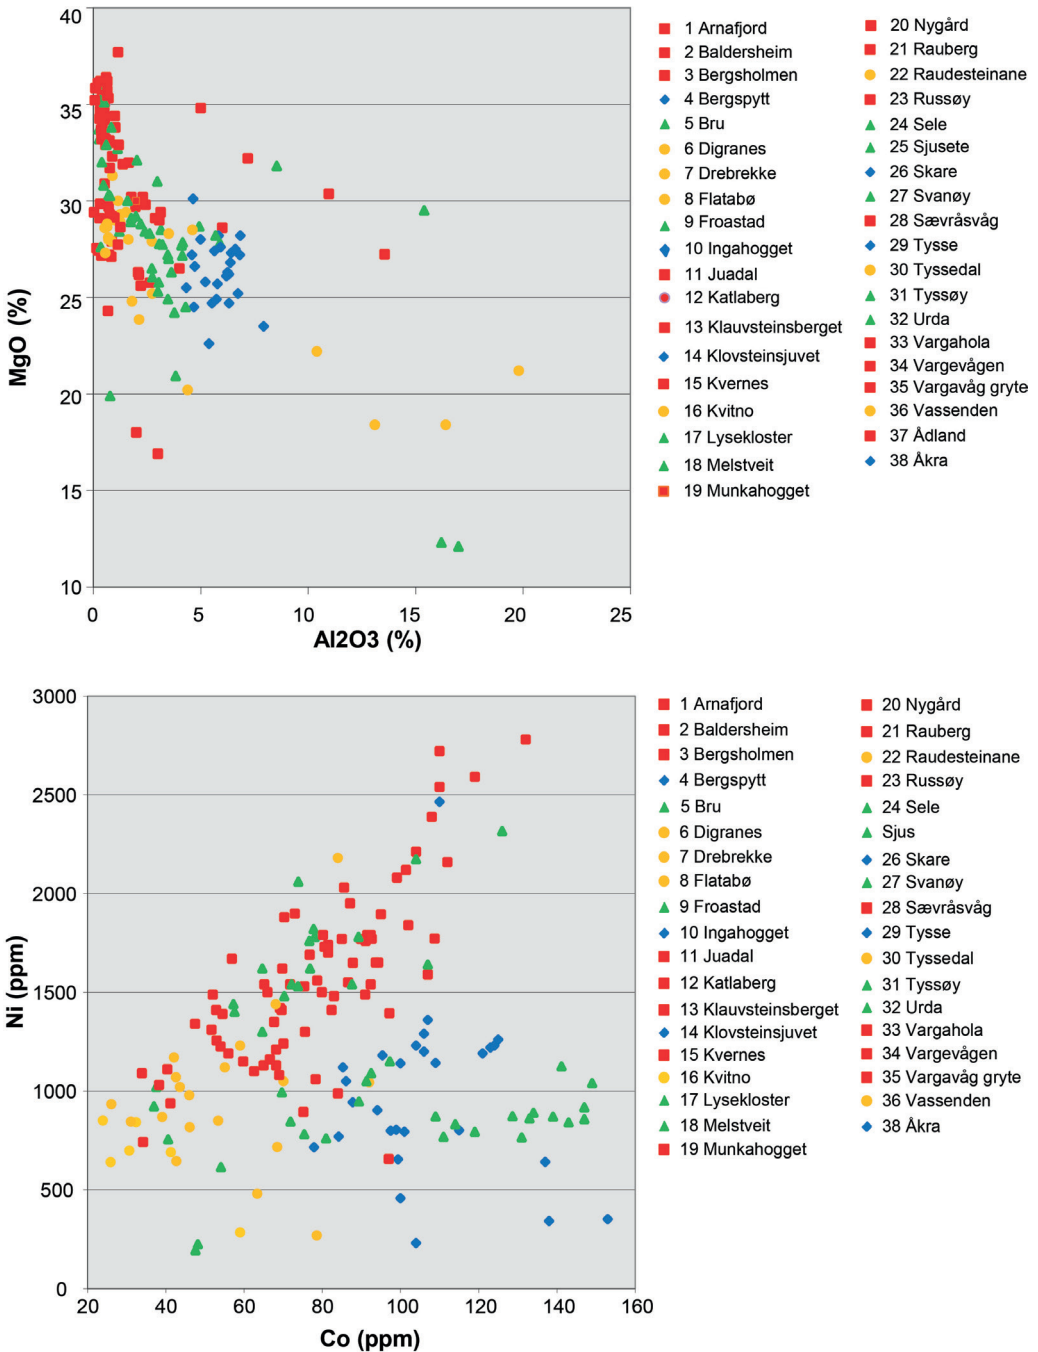 40
35
30
25
20
15
10
MgO (%)
0 5 10 15 20 25
Al2O3 (%)
1 Arnafjord
2 Baldersheim
3 Bergsholmen
4 Bergspytt
5 Bru
6 Digranes
7 Drebrekke
8 Flatabø
9 Froastad
10 Ingahogget
11 Juadal
12 Katlaberg
13 Klauvsteinsberget
14 Klovsteinsjuvet
15 Kvernes
16 Kvitno
17 Lysekloster
18 Melstveit
19 Munkahogget
20 Nygård
21 Rauberg
22 Raudesteinane
23 Russøy
24 Sele
25 Sjusete
26 Skare
27 Svanøy
28 Sævråsvåg
29 Tysse
30 Tyssedal
31 Tyssøy
32 Urda
33 Vargahola
34 Vargevågen
35 Vargavåg gryte
36 Vassenden
37 Ådland
38 Åkra
3000
2500
2000
1500
1000
500
0
Ni (ppm)
20 40 60 80 100 120 140 160
Co (ppm)
1 Arnafjord
2 Baldersheim
3 Bergsholmen
4 Bergspytt
5 Bru
6 Digranes
7 Drebrekke
8 Flatabø
9 Froastad
10 Ingahogget
11 Juadal
12 Katlaberg
13 Klauvsteinsberget
14 Klovsteinsjuvet
15 Kvernes
16 Kvitno
17 Lysekloster
18 Melstveit
19 Munkahogget
20 Nygård
21 Rauberg
22 Raudesteinane
23 Russøy
24 Sele
Sjus
26 Skare
27 Svanøy
28 Sævråsvåg
29 Tysse
30 Tyssedal
31 Tyssøy
32 Urda
33 Vargahola
34 Vargevågen
35 Vargavåg gryte
36 Vassenden
38 Åkra